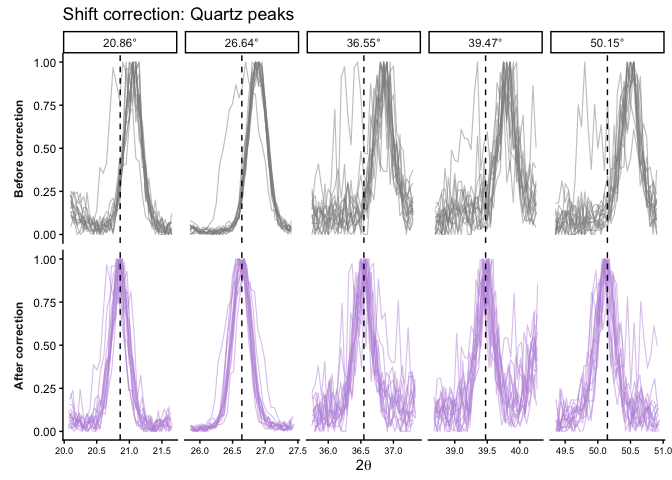 Shift correction: Quartz peaks
20.86° 26.64° 36.55° 39.47° 50.15°
Before correction
1.00
0.75
0.50
0.25
0.00
After correction
1.00
0.75
0.50
0.25
0.00
20.0 20.5 21.0 21.5 26.0 26.5 27.0 27.5 36.0 36.5 37.0 39.0 39.5 40.0 49.5 50.0 50.5 51.0
2θ